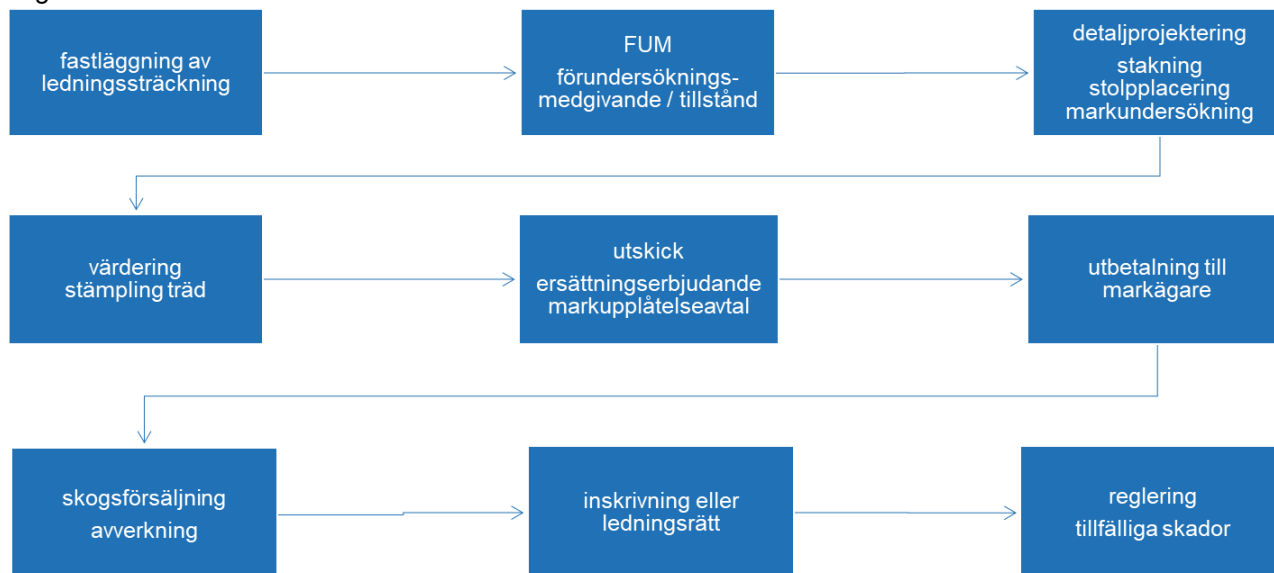 fastläggning av
ledningssträckning
FUM
förundersöknings-
medgivande / tillstånd
detaljprojektering
stakning
stolpplacering
markundersökning
värdering
stämpling träd
utskick
ersättningserbjudande
markupplåtelseavtal
utbetalning till
markägare
skogsförsäljning
avverkning
inskrivning eller
ledningsrätt
reglering
tillfälliga skador